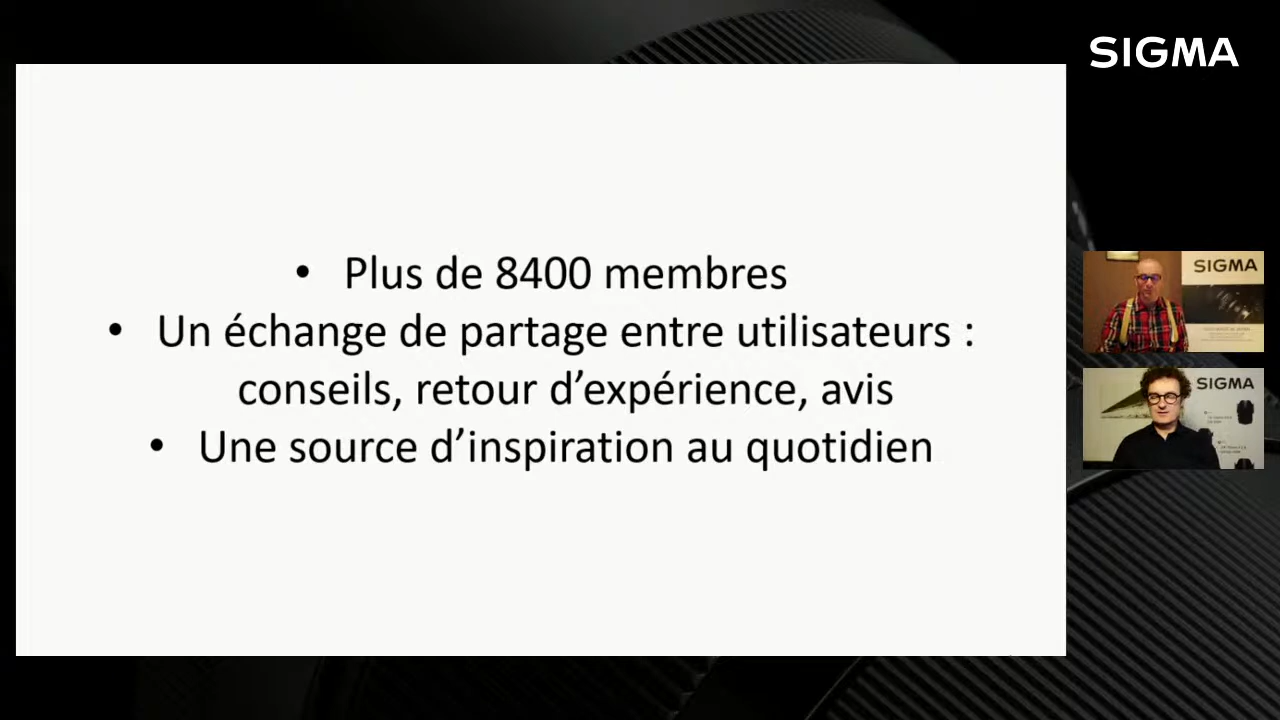 SIGMA
• Plus de 8400 membres
• Un échange de partage entre utilisateurs :
conseils, retour d’expérience, avis
• Une source d’inspiration au quotidien
SIGMA
SIGMA